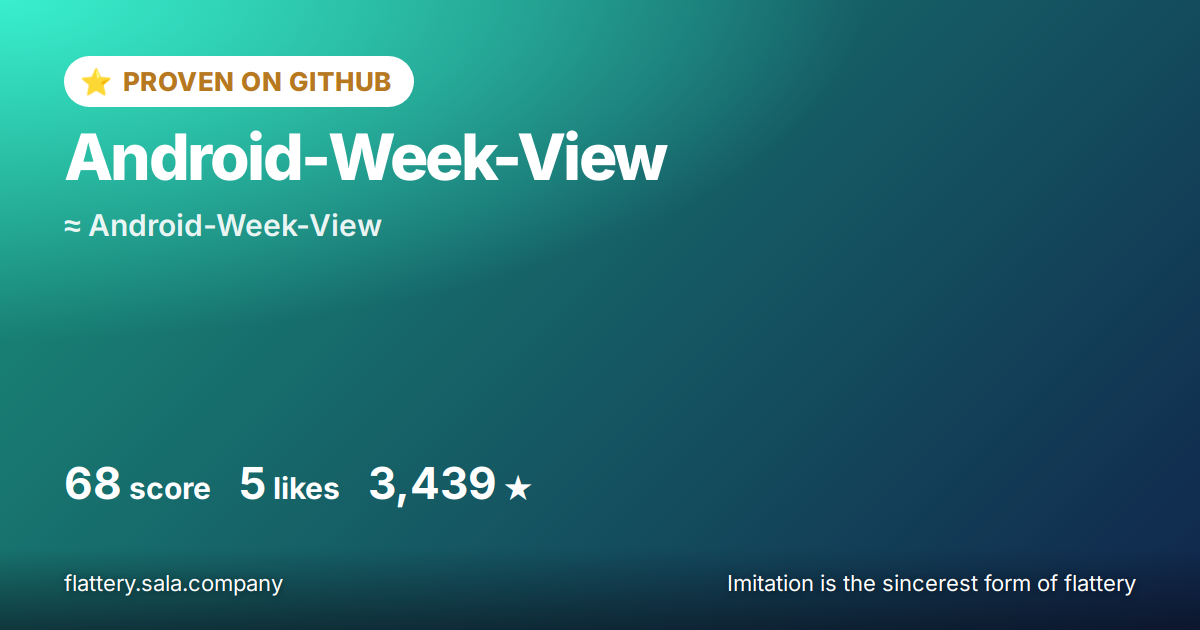 ⭐ PROVEN ON GITHUB
Android-Week-View
≈ Android-Week-View
68 score 5 likes 3,439 ★
flattery.sala.company
Imitation is the sincerest form of flattery